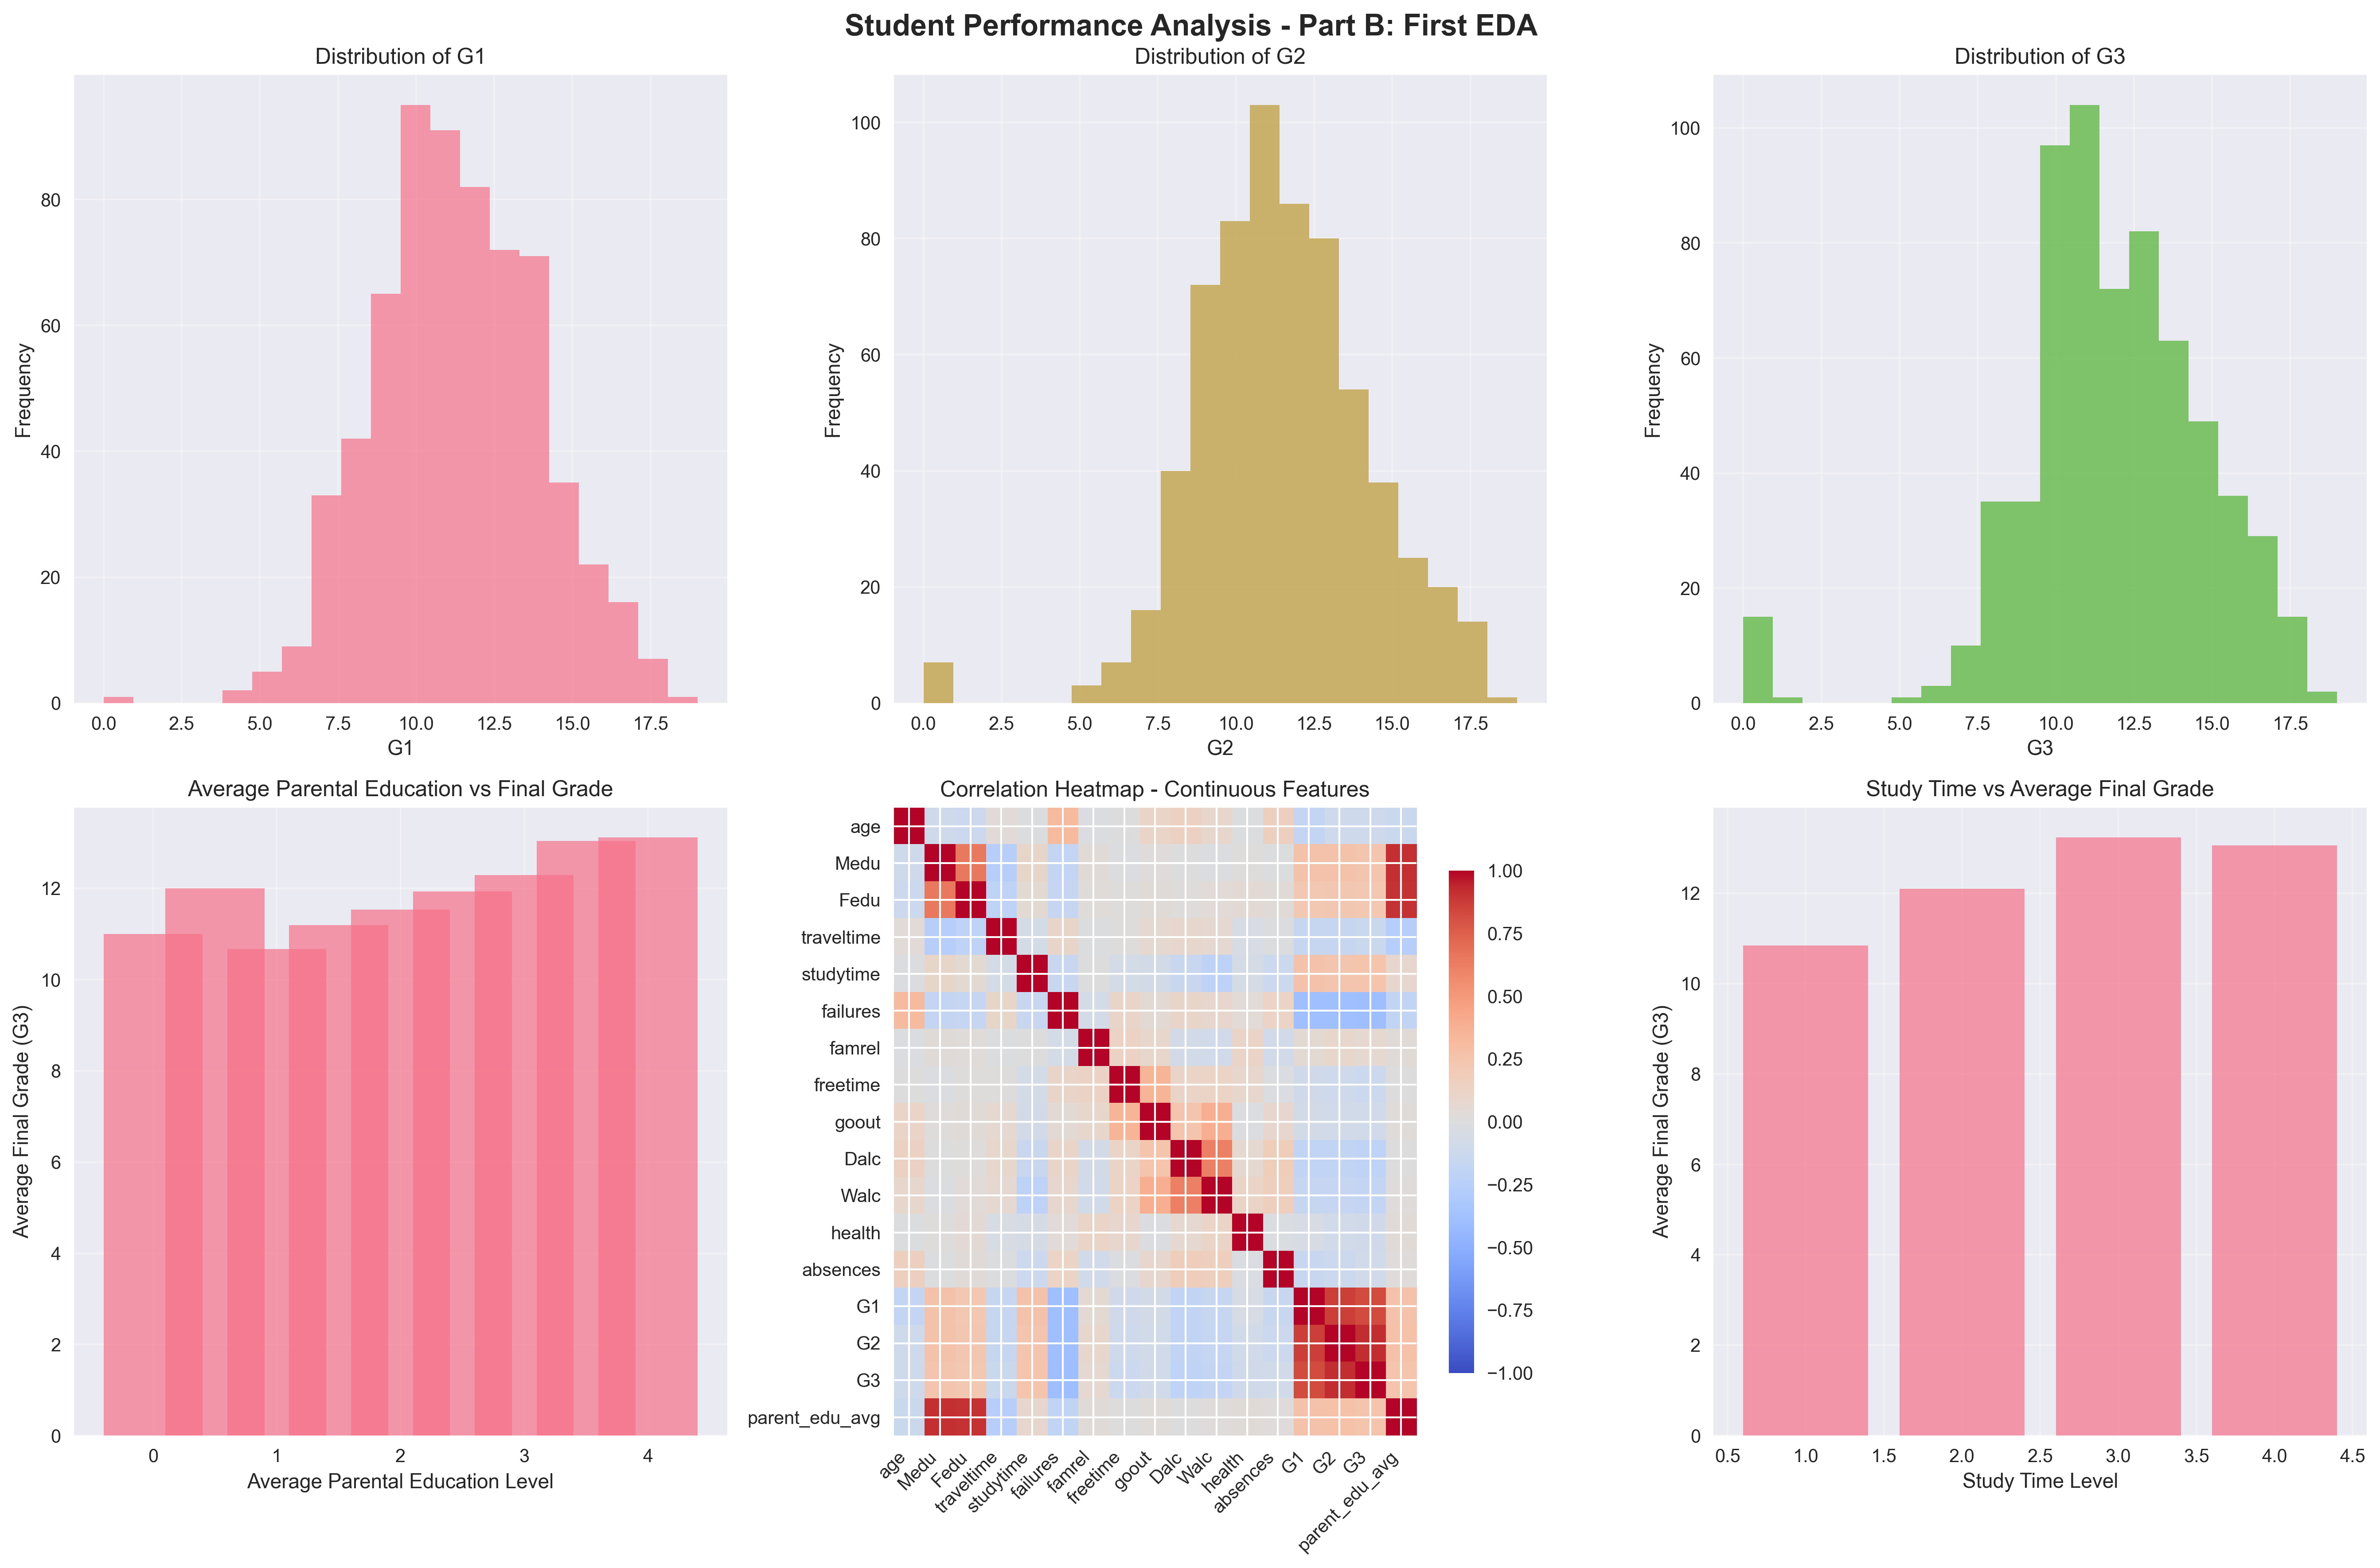 Student Performance Analysis - Part B: First EDA
Distribution of G1
Frequency
80
60
40
20
0
0.0 2.5 5.0 7.5 10.0 12.5 15.0 17.5
G1
Distribution of G2
Frequency
100
80
60
40
20
0
0.0 2.5 5.0 7.5 10.0 12.5 15.0 17.5
G2
Distribution of G3
Frequency
100
80
60
40
20
0
0.0 2.5 5.0 7.5 10.0 12.5 15.0 17.5
G3
Average Parental Education vs Final Grade
Average Final Grade (G3)
12
10
8
6
4
2
0
0 1 2 3 4
Average Parental Education Level
Correlation Heatmap - Continuous Features
age
Medu
Fedu
traveltime
studytime
failures
famrel
freetime
goout
Dalc
Walc
health
absences
G1
G2
G3
parent_edu_avg
age Medu Fedu traveltime studytime failures famrel freetime goout Dalc Walc health absences G1 G2 G3 parent_edu_avg
1.00
0.75
0.50
0.25
0.00
−0.25
−0.50
−0.75
−1.00
Study Time vs Average Final Grade
Average Final Grade (G3)
12
10
8
6
4
2
0
0.5 1.0 1.5 2.0 2.5 3.0 3.5 4.0 4.5
Study Time Level